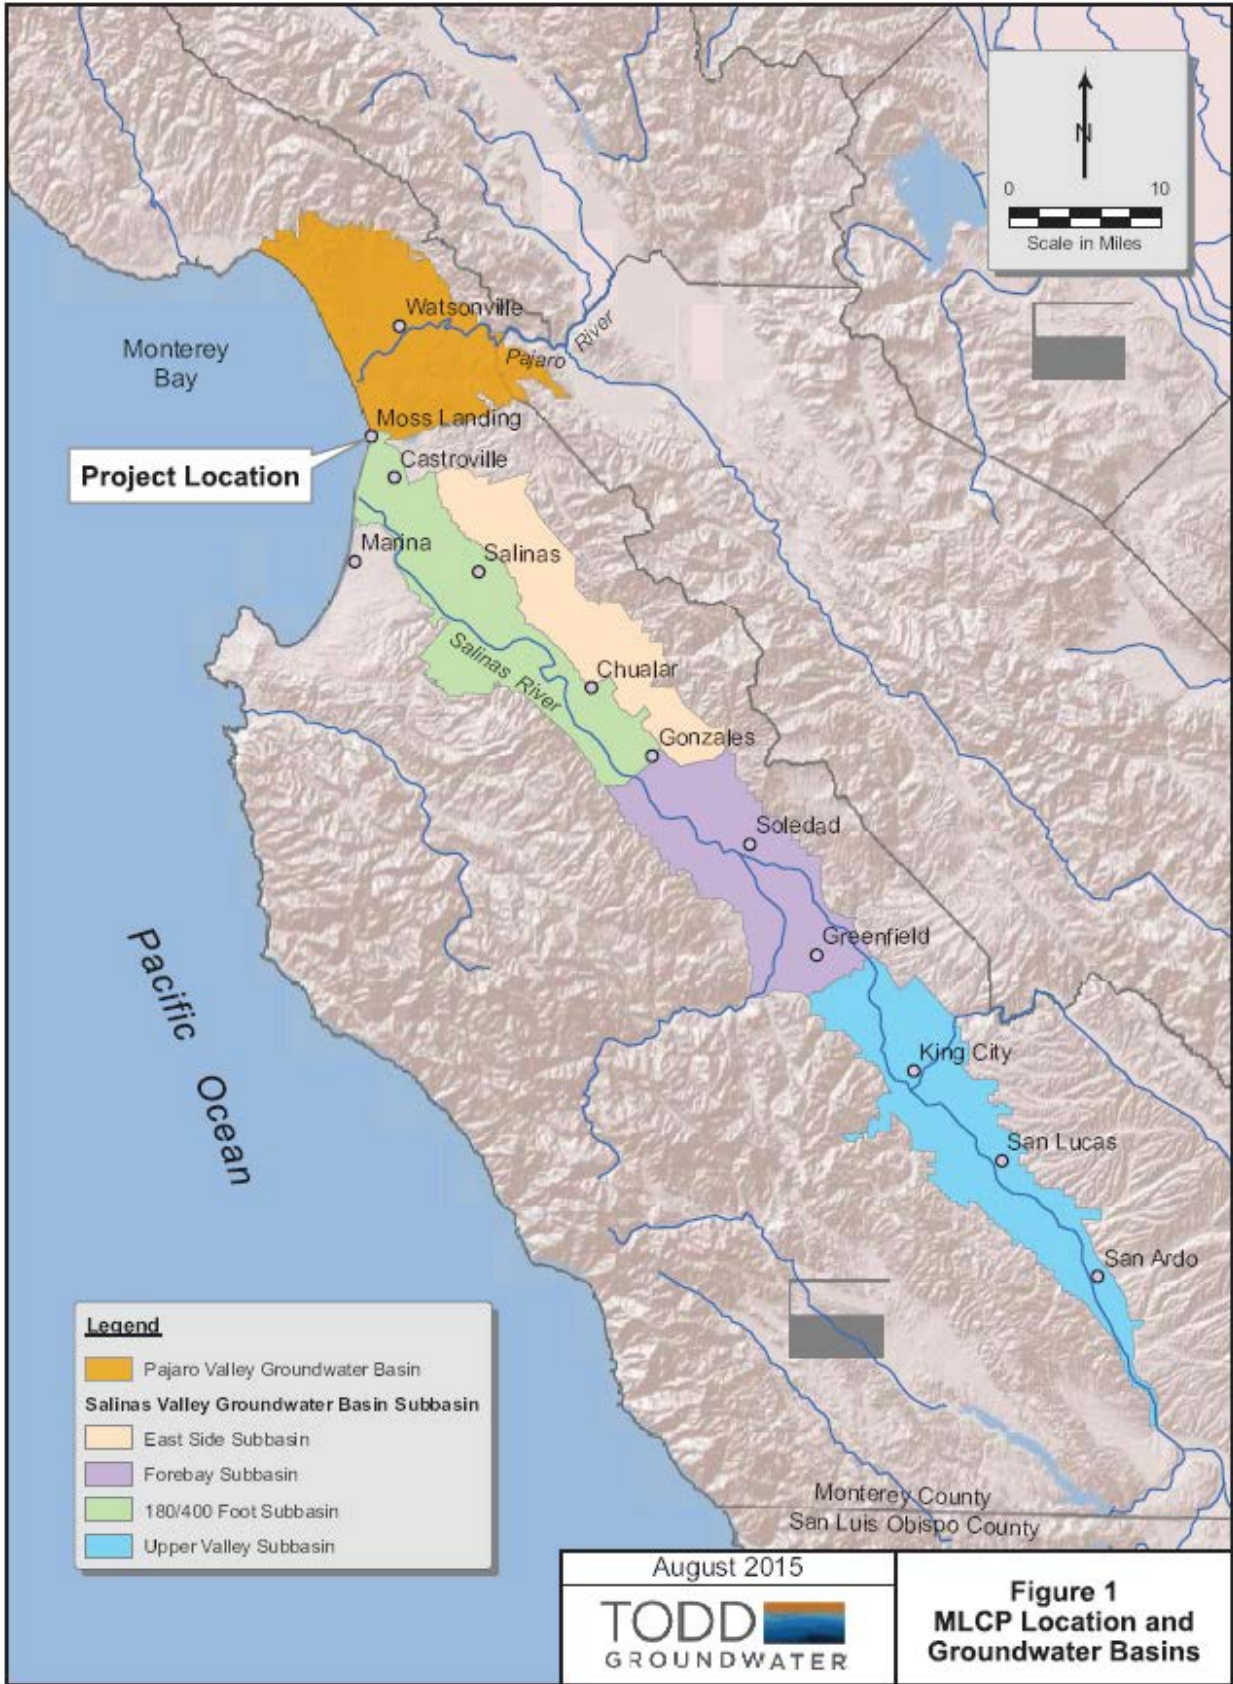 N
0 10
Scale in Miles
Watsonville
Pajaro
River
Monterey
Bay
Moss Landing
Project Location
Castroville
Marina
Salinas
Salinas River
Chualar
Gonzales
Soledad
Greenfield
Pacific Ocean
King City
San Lucas
San Ardo
Legend
Pajaro Valley Groundwater Basin
Salinas Valley Groundwater Basin Subbasin
East Side Subbasin
Forebay Subbasin
180/400 Foot Subbasin
Upper Valley Subbasin
Monterey County
San Luis Obispo County
August 2015
TODD
GROUNDWATER
Figure 1
MLCP Location and
Groundwater Basins